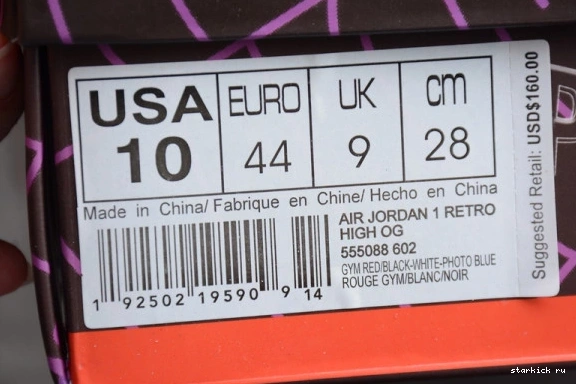 USA EURO UK cm
10 44 9 28
Made in China/ Fabrique en Chine/ Hecho en China
AIR JORDAN 1 RETRO
HIGH OG
555088 602
GYM RED/BLACK-WHITE-PHOTO BLUE
ROUGE GYM/BLANC/NOIR
1 92502 19590 9 14
Suggested Retail: USD$160.00
starkick ru